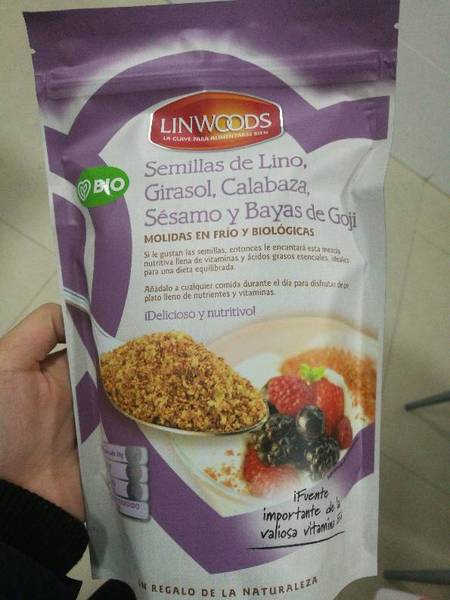 LINWOODS
LA CLAVE PARA ALIMENTARSE BIEN
BIO
Semillas de Lino,
Girasol, Calabaza,
Sésamo y Bayas de Goji
MOLIDAS EN FRÍO Y BIOLÓGICAS
Si le gustan las semillas, entonces le encantará esta mezcla
nutritiva llena de vitaminas y ácidos grasos esenciales, ideales
para una dieta equilibrada.
Añádalo a cualquier comida durante el día para disfrutar de un
plato lleno de nutrientes y vitaminas.
¡Delicioso y nutritivo!
¡Fuente
importante de la
valiosa vitamina
UN REGALO DE LA NATURALEZA